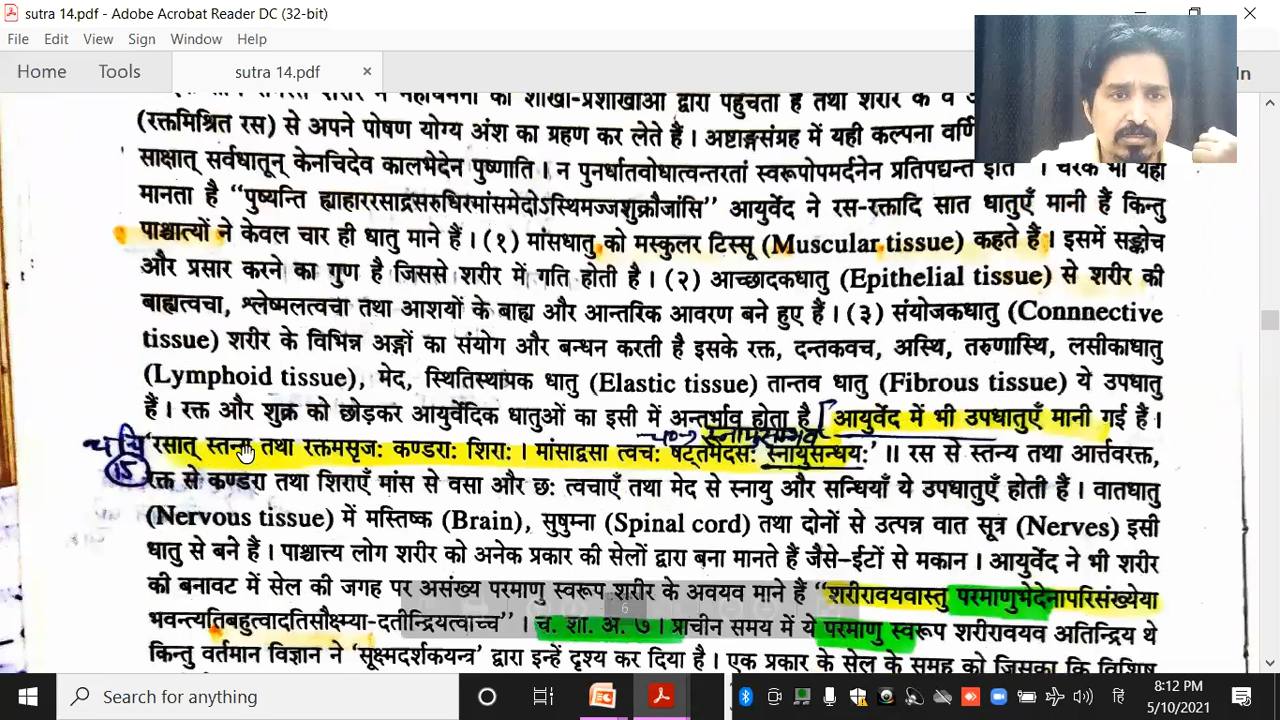 sutra 14.pdf - Adobe Acrobat Reader DC (32-bit)
File Edit View Sign Window Help
Home Tools sutra 14.pdf × In
शाखा-प्रशाखाओं द्वारा पहुंचता है तथा शरीर के
(रक्तमिश्रित रस) से अपने पोषण योग्य अंश का ग्रहण कर लेते हैं। अष्टाङ्गसंग्रह में यही कल्पना
साक्षात् सर्वधातून् केनचिदेव कालभेदेन पुष्णाति। न पुनर्धातवोधात्वन्तरतां स्वरूपोपमर्दनेन प्रतिपद्यन्त इति । चरक भी यही
मानता है “पुष्यन्ति ह्याहाररसाद्रसरुधिरमांसमेदोऽस्थिमज्जशुक्रौजांसि” आयुर्वेद ने रस-रक्तादि सात धातुएँ मानी हैं किन्तु
पाश्चात्यों ने केवल चार ही धातु माने हैं। (१) मांसधातु को मस्कुलर टिस्सू (Muscular tissue) कहते हैं। इसमें सङ्कोच
और प्रसार करने का गुण है जिससे शरीर में गति होती है। (२) आच्छादकधातु (Epithelial tissue) से शरीर की
बाह्यत्वचा, श्लेष्मलत्वचा तथा आशयों के बाह्य और आन्तरिक आवरण बने हुए हैं। (३) संयोजकधातु (Connnective
tissue) शरीर के विभिन्न अङ्गों का संयोग और बन्धन करती है इसके रक्त, दन्तकवच, अस्थि, तरुणास्थि, लसीकाधातु
(Lymphoid tissue), मेद, स्थितिस्थापक धातु (Elastic tissue) तान्तव धातु (Fibrous tissue) ये उपधातु
हैं। रक्त और शुक्र को छोड़कर आयुर्वेदिक धातुओं का इसी में अन्तर्भाव होता है [ आयुर्वेद में भी उपधातुएँ मानी गई हैं।
‘रसात् स्तन्यं तथा रक्तमसृजः कण्डराः शिराः। मांसाद्वसा त्वचः षट्तमेदसः स्नायुसन्धयः’ ॥ रस से स्तन्य तथा आर्त्तवरक्त,
15 रक्त से कण्डरा तथा शिराएँ मांस से वसा और छः त्वचाएँ तथा मेद से स्नायु और सन्धियाँ ये उपधातुएँ होती हैं। वातधातु
(Nervous tissue) में मस्तिष्क (Brain), सुषुम्ना (Spinal cord) तथा दोनों से उत्पन्न वात सूत्र (Nerves) इसी
धातु से बने हैं। पाश्चात्त्य लोग शरीर को अनेक प्रकार की सेलों द्वारा बना मानते हैं जैसे–ईटों से मकान। आयुर्वेद ने भी शरीर
की बनावट में सेल की जगह पर असंख्य परमाणु स्वरूप शरीर के अवयव माने हैं “शरीरावयवास्तु परमाणुभेदेनापरिसंख्येया
भवन्त्यतिबहुत्वादतिसौक्ष्म्या-दतीन्द्रियत्वाच्च”। च. शा. अ. ७। प्राचीन समय में ये परमाणु स्वरूप शरीरावयव अतिन्द्रिय थे
किन्तु वर्तमान विज्ञान ने ‘सूक्ष्मदर्शकयन्त्र’ द्वारा इन्हें दृश्य कर दिया है। एक प्रकार के सेल के समूह को जिसका कि विशिष्ट
6
Search for anything
हि 8:12 PM
5/10/2021